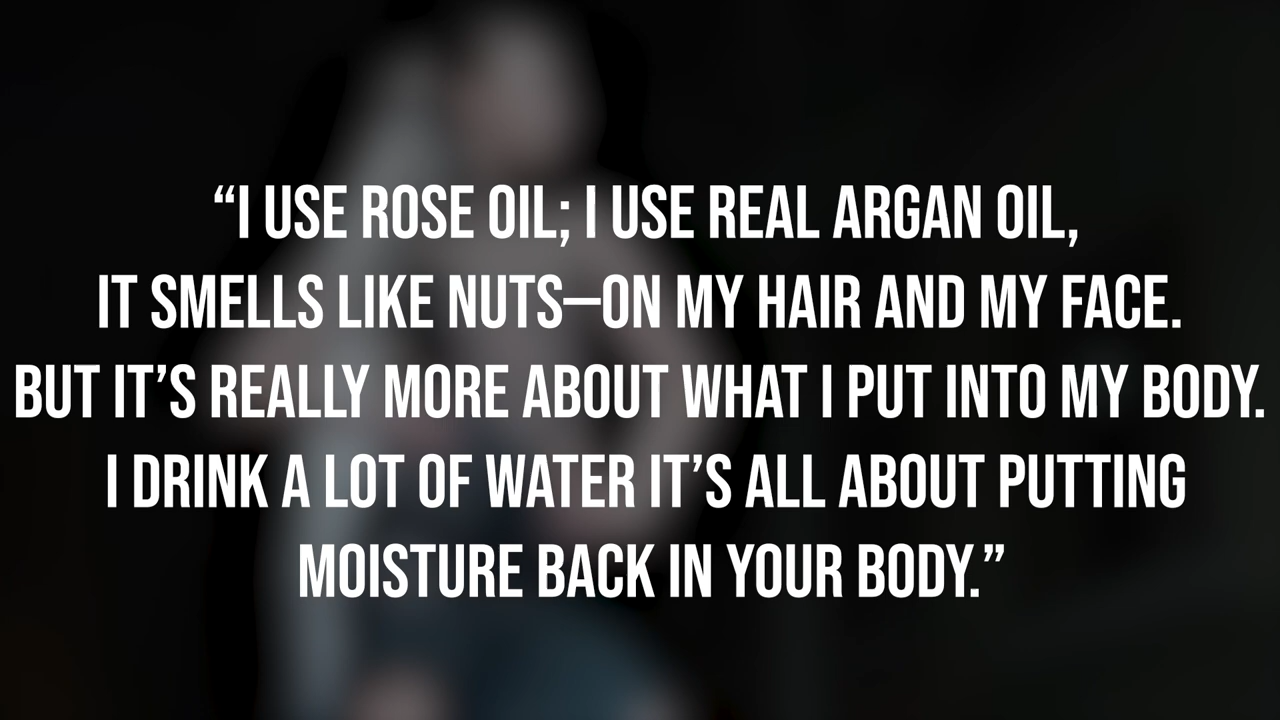 “I USE ROSE OIL; I USE REAL ARGAN OIL,
IT SMELLS LIKE NUTS—ON MY HAIR AND MY FACE.
BUT IT’S REALLY MORE ABOUT WHAT I PUT INTO MY BODY.
I DRINK A LOT OF WATER IT’S ALL ABOUT PUTTING
MOISTURE BACK IN YOUR BODY.”